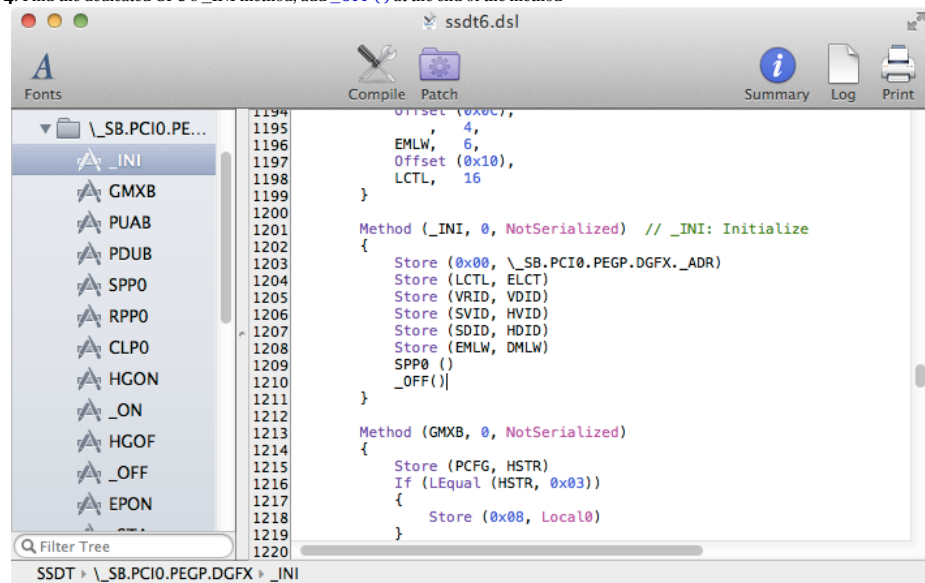 ssdt6.dsl
Fonts
Compile Patch
Summary Log Print
\_SB.PCI0.PE...
_INI
GMXB
PUAB
PDUB
SPP0
RPP0
CLP0
HGON
_ON
HGOF
_OFF
EPON
Filter Tree
1194 Offset (0x0C),
1195 , 4,
1196 EMLW, 6,
1197 Offset (0x10),
1198 LCTL, 16
1199 }
1200
1201 Method (_INI, 0, NotSerialized) // _INI: Initialize
1202 {
1203 Store (0x00, \_SB.PCI0.PEGP.DGFX._ADR)
1204 Store (LCTL, ELCT)
1205 Store (VRID, VDID)
1206 Store (SVID, HVID)
1207 Store (SDID, HDID)
1208 Store (EMLW, DMLW)
1209 SPP0 ()
1210 _OFF()
1211 }
1212
1213 Method (GMXB, 0, NotSerialized)
1214 {
1215 Store (PCFG, HSTR)
1216 If (LEqual (HSTR, 0x03))
1217 {
1218 Store (0x08, Local0)
1219 }
1220
SSDT ▸ \_SB.PCI0.PEGP.DGFX ▸ _INI